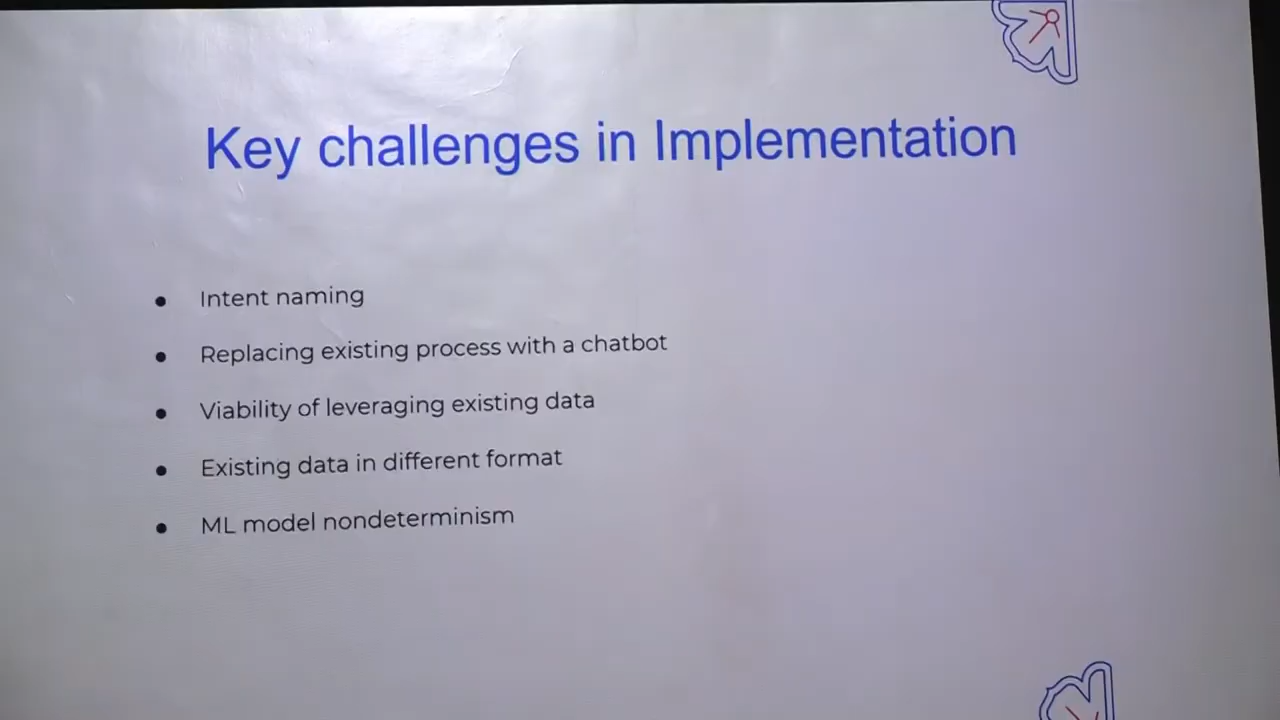 Key challenges in Implementation
Intent naming
Replacing existing process with a chatbot
Viability of leveraging existing data
Existing data in different format
ML model nondeterminism